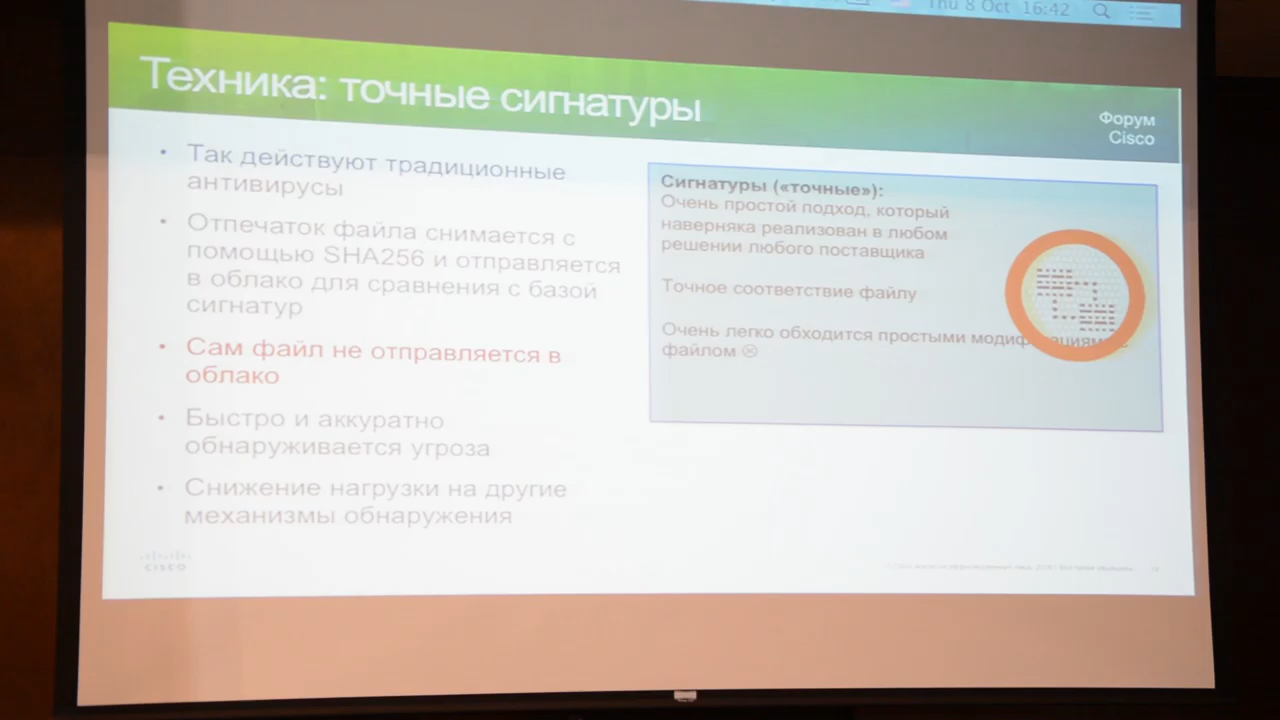 Thu 8 Oct 16:42
Техника: точные сигнатуры
Форум
Cisco
• Так действуют традиционные
антивирусы
• Отпечаток файла снимается с
помощью SHA256 и отправляется
в облако для сравнения с базой
сигнатур
• Сам файл не отправляется в
облако
• Быстро и аккуратно
обнаруживается угроза
• Снижение нагрузки на другие
механизмы обнаружения
Сигнатуры («точные»):
Очень простой подход, который
наверняка реализован в любом
решении любого поставщика
Точное соответствие файлу
Очень легко обходится простыми
файлом ☹
CISCO